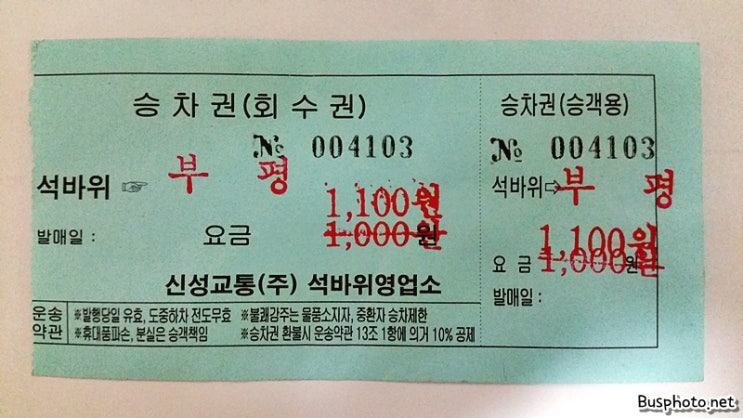 승차권(회수권)
№ 004103
석바위 ☞ 부 평
1,100원
발매일 : 요금 1,000원
신성교통(주) 석바위영업소
운송약관
※발행당일 유효, 도중하차 전도무효 ※불쾌감주는 물품소지자, 중환자 승차제한
※휴대품파손, 분실은 승객책임 ※승차권 환불시 운송약관 13조 1항에 의거 10% 공제
승차권(승객용)
№ 004103
석바위⇨부 평
1,100원
요 금 1,000원
발매일 :
Busphoto.net